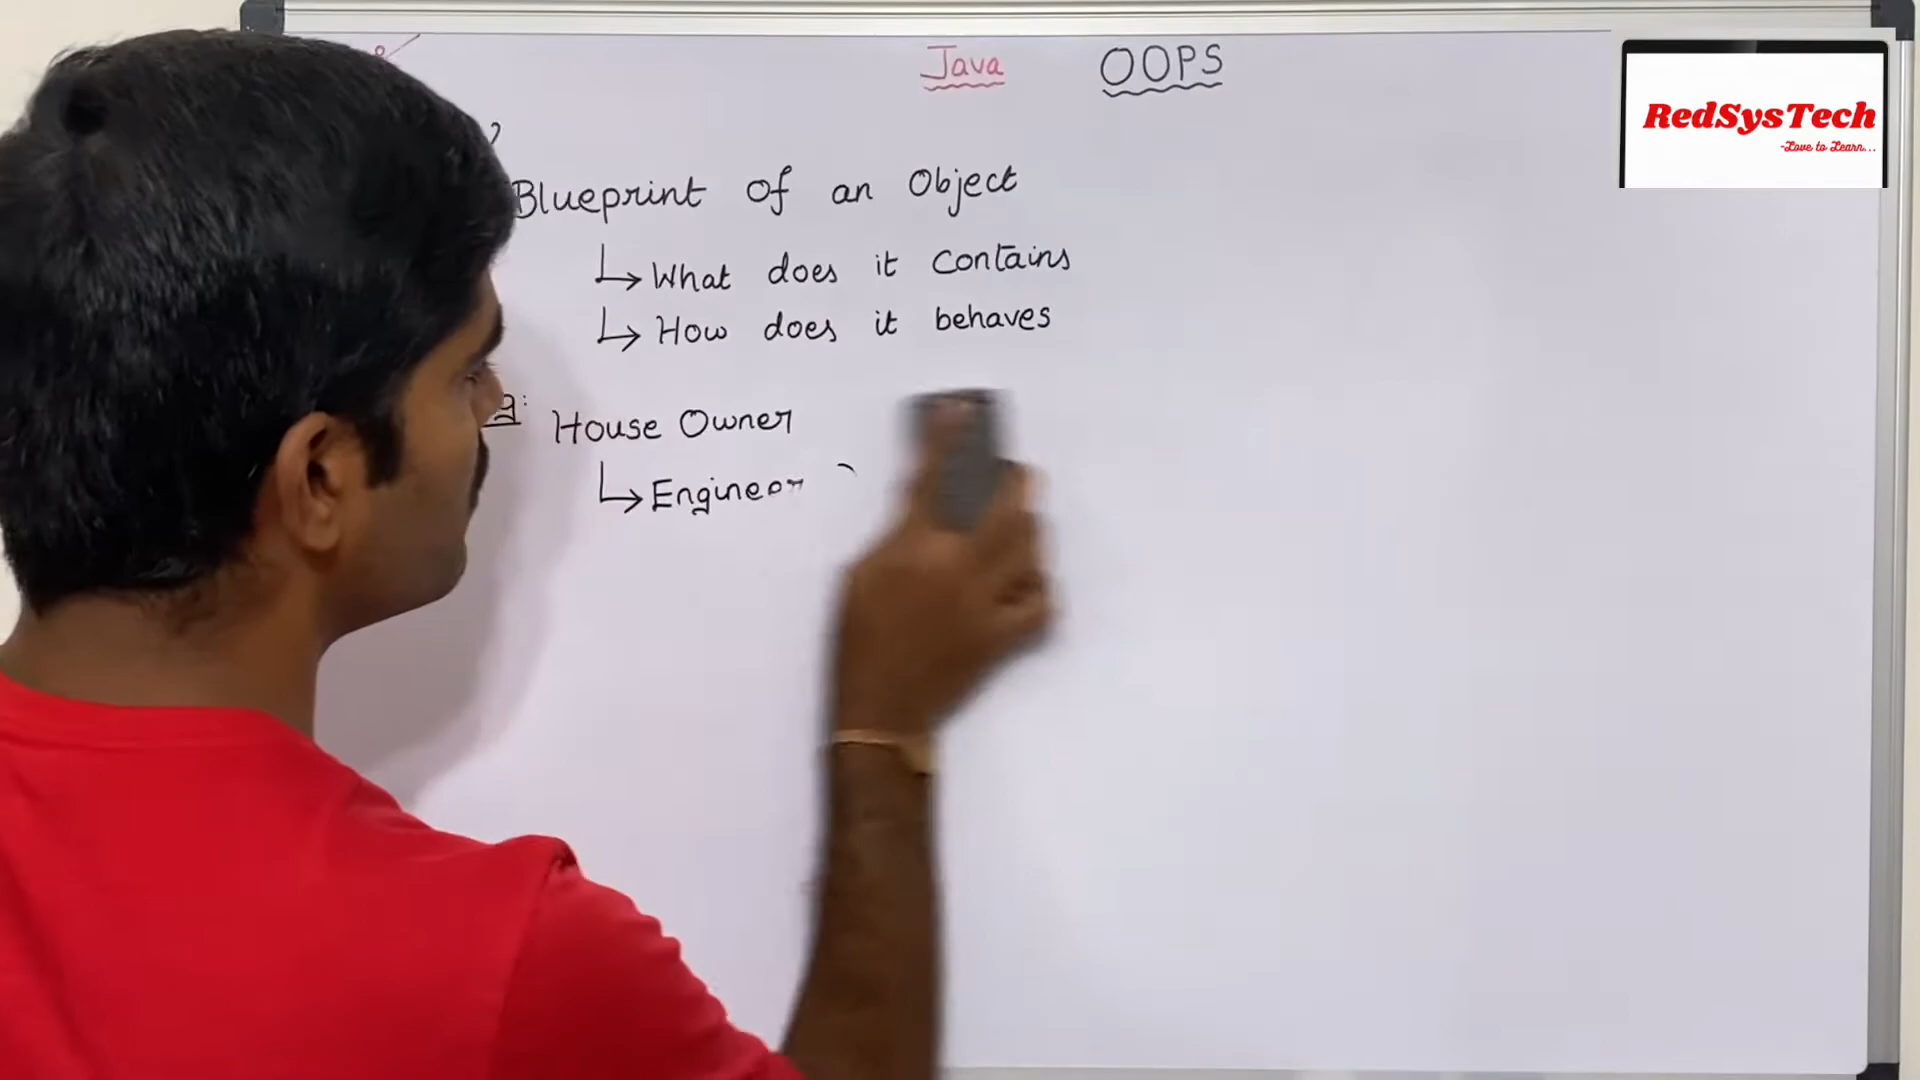 Java OOPS
RedSysTech
-Love to Learn...
?
Blueprint of an Object
↳ What does it contains
↳ How does it behaves
g: House Owner
↳ Engineer